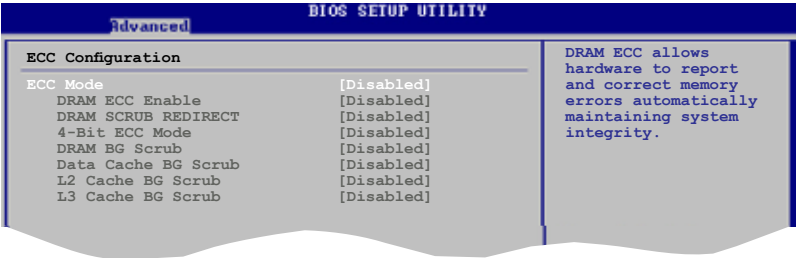 BIOS SETUP UTILITY
Advanced
ECC Configuration
ECC Mode [Disabled]
DRAM ECC Enable [Disabled]
DRAM SCRUB REDIRECT [Disabled]
4-Bit ECC Mode [Disabled]
DRAM BG Scrub [Disabled]
Data Cache BG Scrub [Disabled]
L2 Cache BG Scrub [Disabled]
L3 Cache BG Scrub [Disabled]
DRAM ECC allows
hardware to report
and correct memory
errors automatically
maintaining system
integrity.